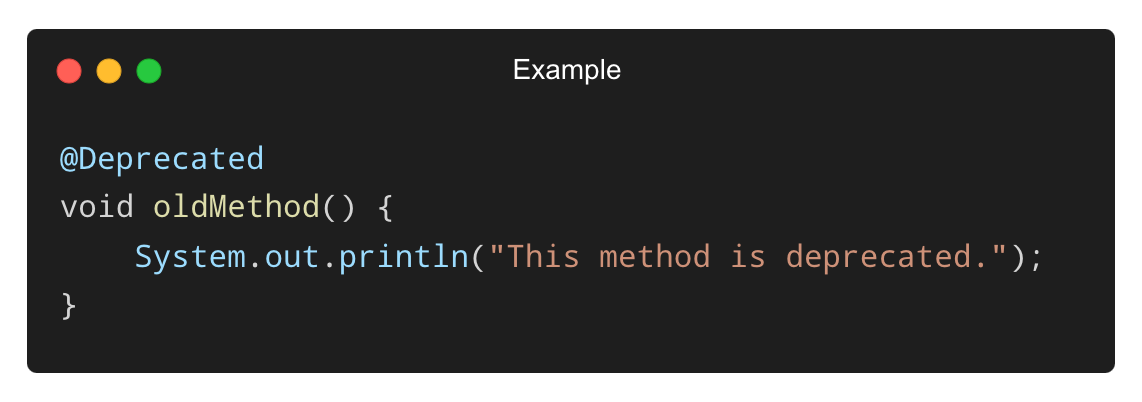 Example
@Deprecated
void oldMethod() {
    System.out.println("This method is deprecated.");
}